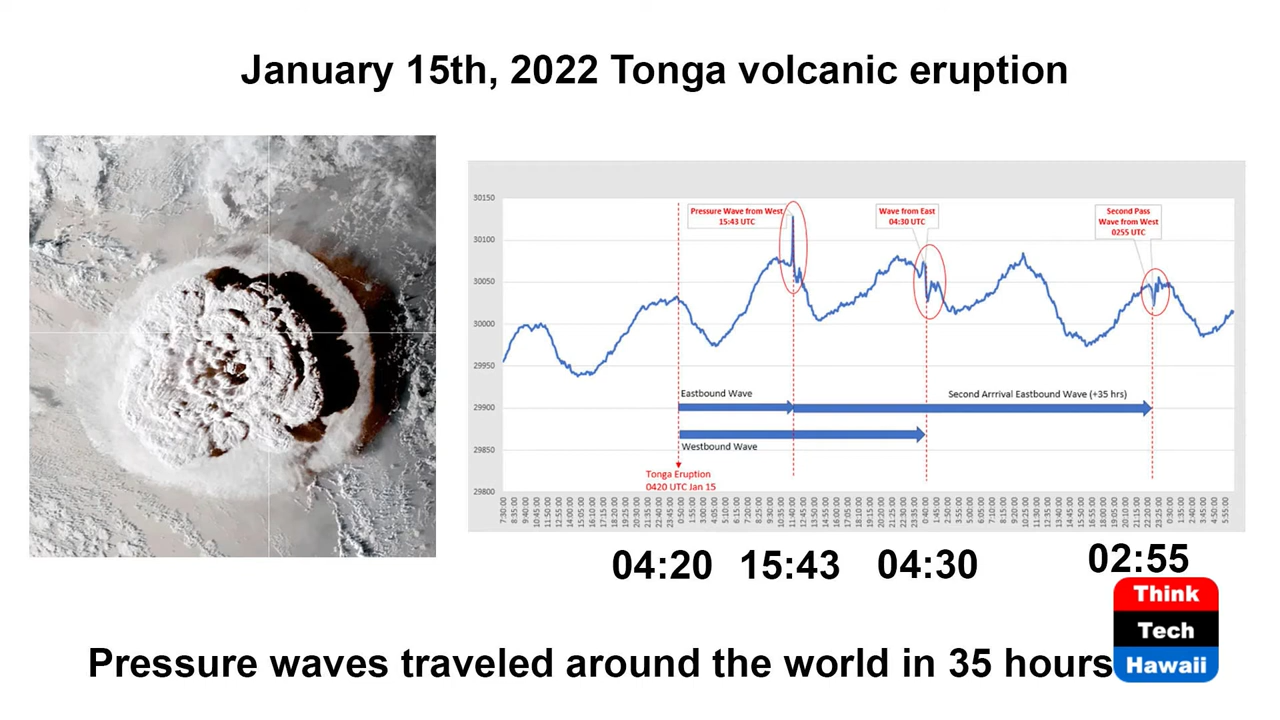 January 15th, 2022 Tonga volcanic eruption
30150
30100
30050
30000
29950
29900
29850
29800
Pressure Wave from West
15:43 UTC
Wave from East
04:30 UTC
Second Pass
Wave from West
0255 UTC
Eastbound Wave
Second Arrrival Eastbound Wave (+35 hrs)
Westbound Wave
Tonga Eruption
0420 UTC Jan 15
04:20 15:43 04:30 02:55
Pressure waves traveled around the world in 35 hours
Think
Tech
Hawaii